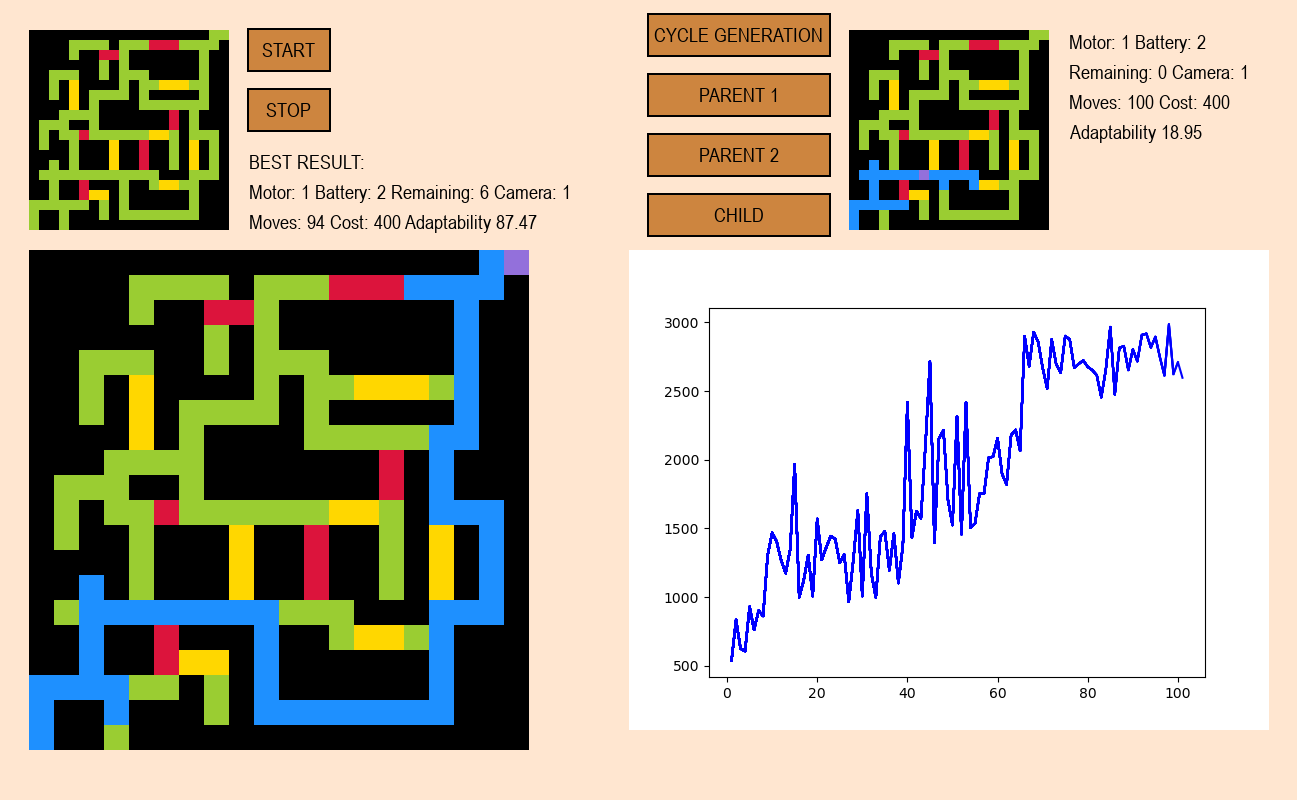 START
STOP
BEST RESULT:
Motor: 1 Battery: 2 Remaining: 6 Camera: 1
Moves: 94 Cost: 400 Adaptability 87.47
CYCLE GENERATION
PARENT 1
PARENT 2
CHILD
Motor: 1 Battery: 2
Remaining: 0 Camera: 1
Moves: 100 Cost: 400
Adaptability 18.95
3000
2500
2000
1500
1000
500
0 20 40 60 80 100